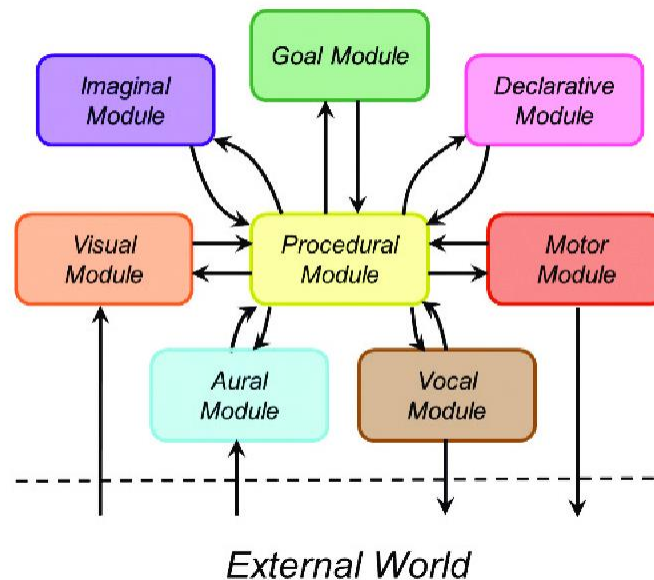 Goal Module
Imaginal
Module
Declarative
Module
Visual
Module
Procedural
Module
Motor
Module
Aural
Module
Vocal
Module
External World